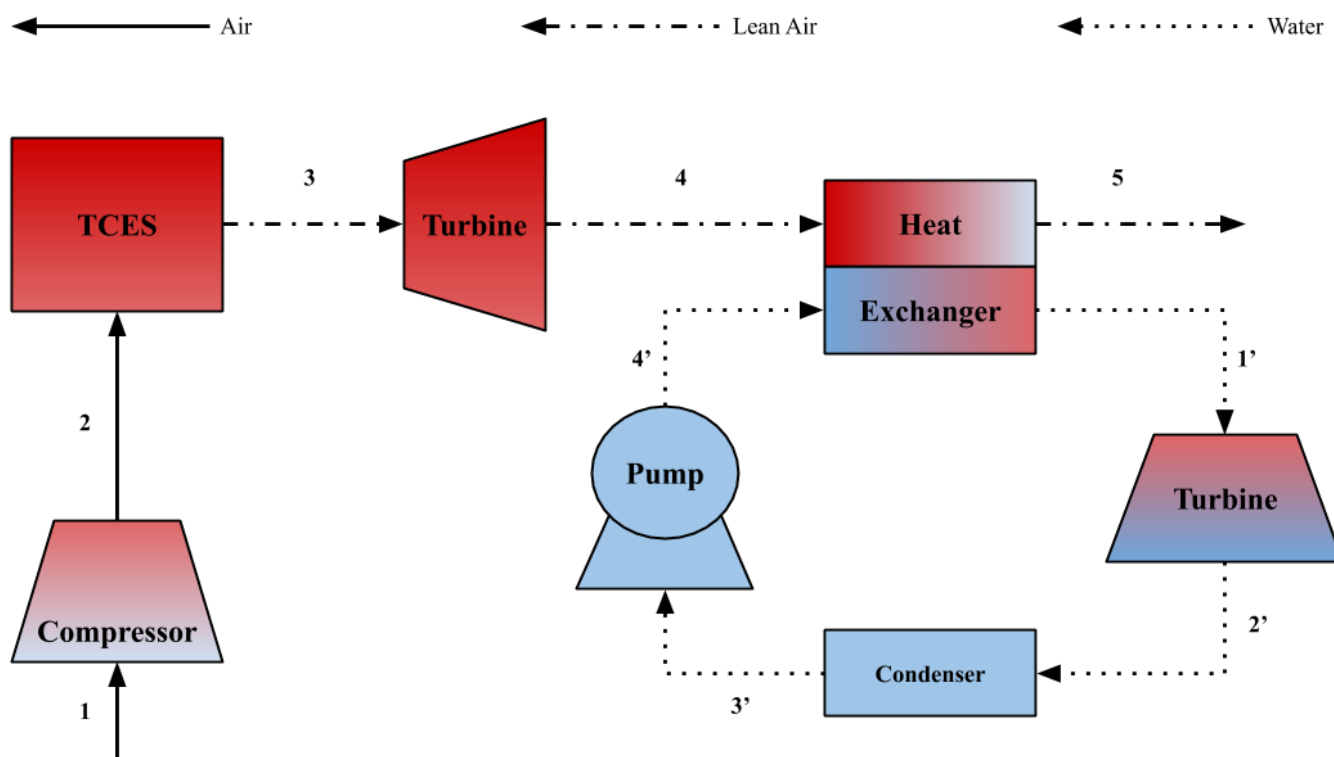 Air
Lean Air
Water
TCES
3
Turbine
4
Heat
Exchanger
5
4’
1’
2
Pump
Turbine
Compressor
2’
Condenser
3’
1